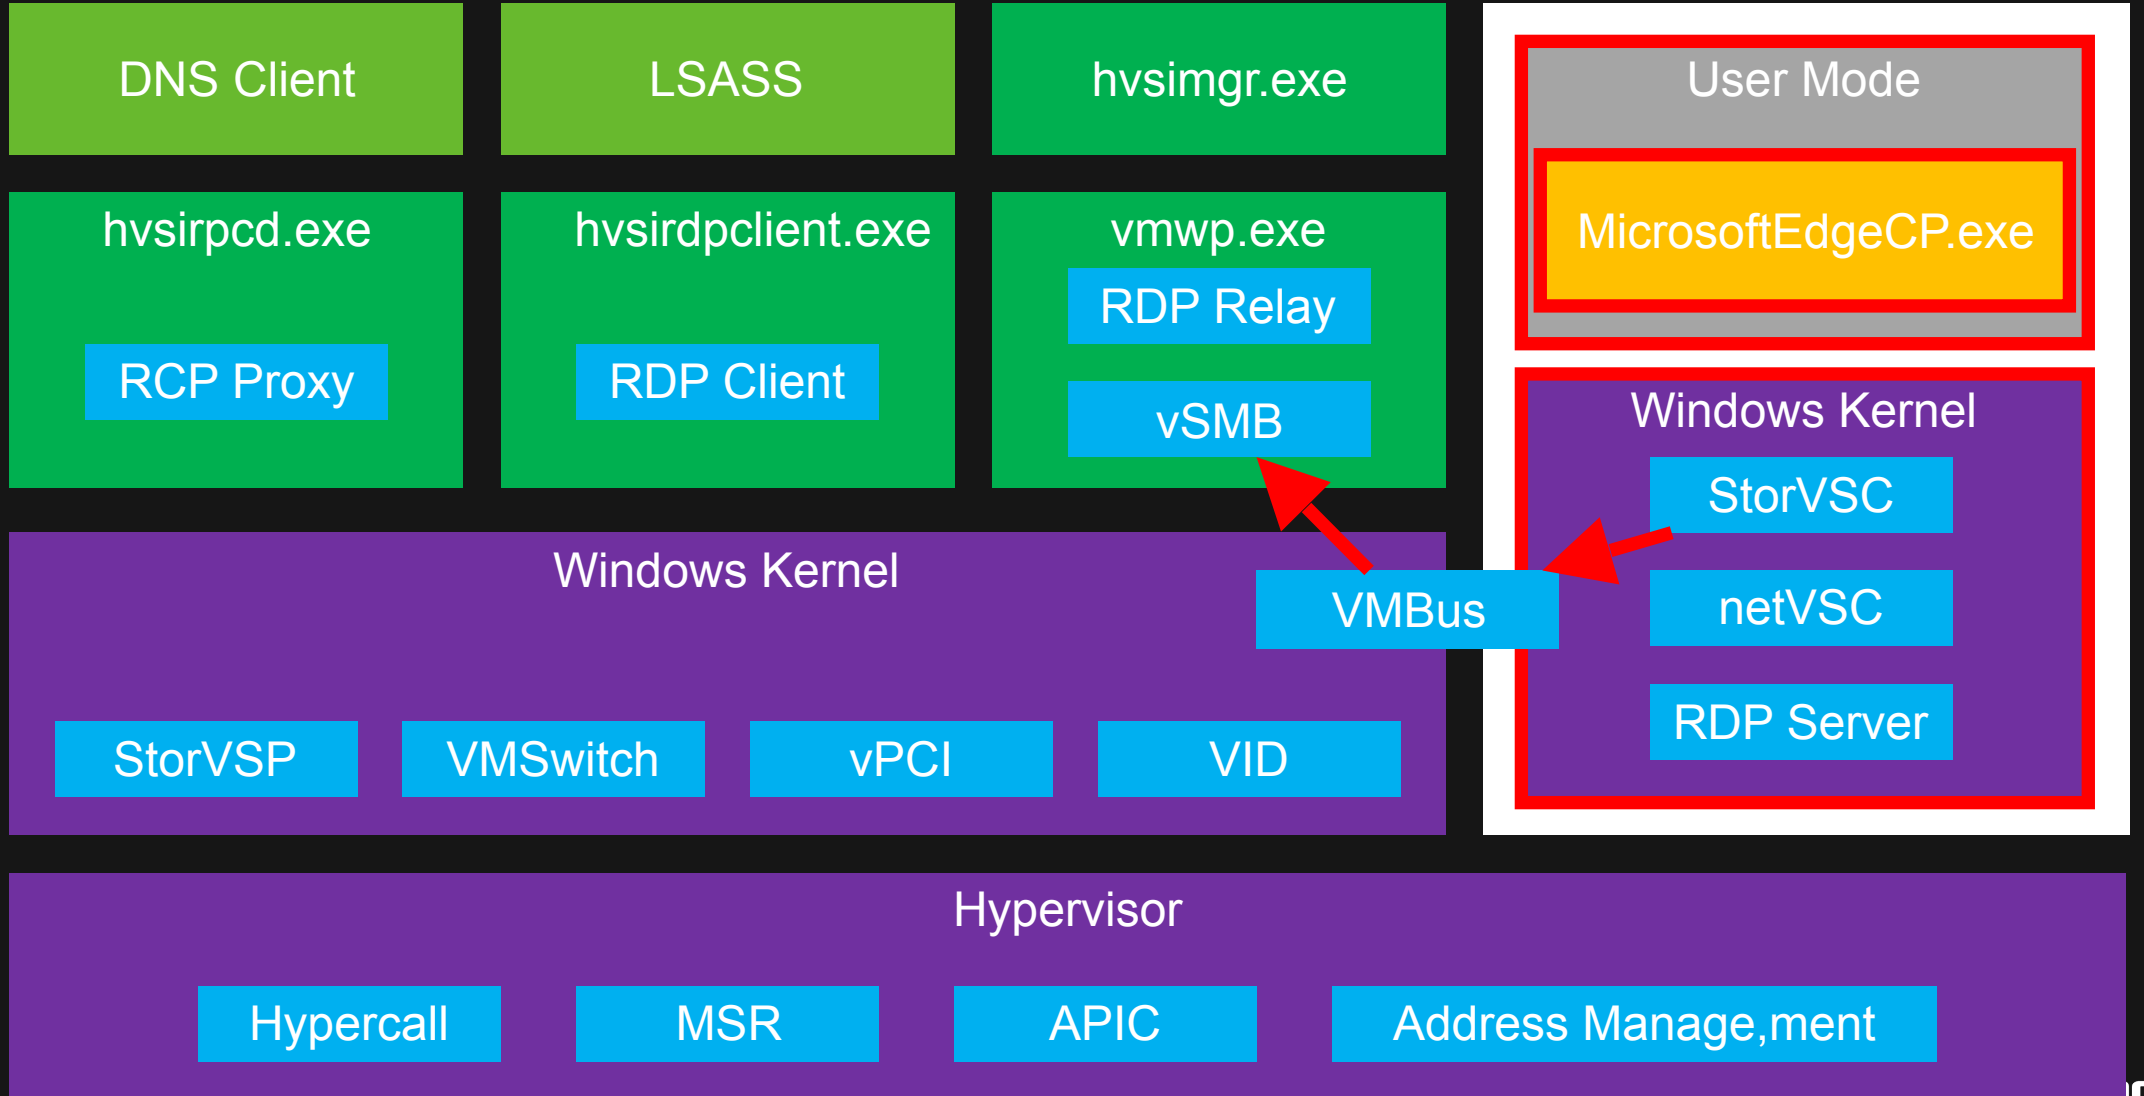 DNS Client
LSASS
hvsimgr.exe
User Mode
hvsirpcd.exe
hvsirdpclient.exe
vmwp.exe
MicrosoftEdgeCP.exe
RDP Relay
RCP Proxy
RDP Client
vSMB
Windows Kernel
StorVSC
Windows Kernel
VMBus
netVSC
RDP Server
StorVSP
VMSwitch
vPCI
VID
Hypervisor
Hypercall
MSR
APIC
Address Manage,ment